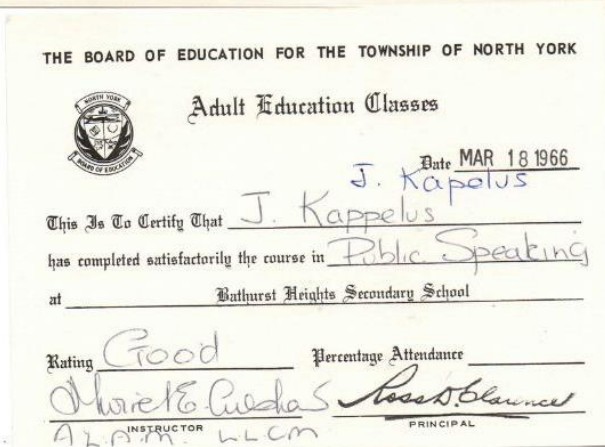 THE BOARD OF EDUCATION FOR THE TOWNSHIP OF NORTH YORK
NORTH YORK
BOARD OF EDUCATION
Adult Education Classes
Date MAR 18 1966
J. Kapelus
This Is To Certify That J. Kappelus
has completed satisfactorily the course in Public Speaking
at Bathurst Heights Secondary School
Rating Good Percentage Attendance
Muriel E.
Ross D.
INSTRUCTOR PRINCIPAL
A.L.A.M. L.L.C.M